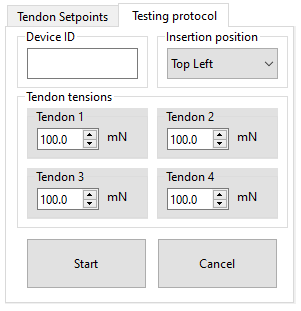 Tendon Setpoints Testing protocol
Device ID Insertion position
Top Left
Tendon tensions
Tendon 1 Tendon 2
100.0 mN 100.0 mN
Tendon 3 Tendon 4
100.0 mN 100.0 mN
Start Cancel